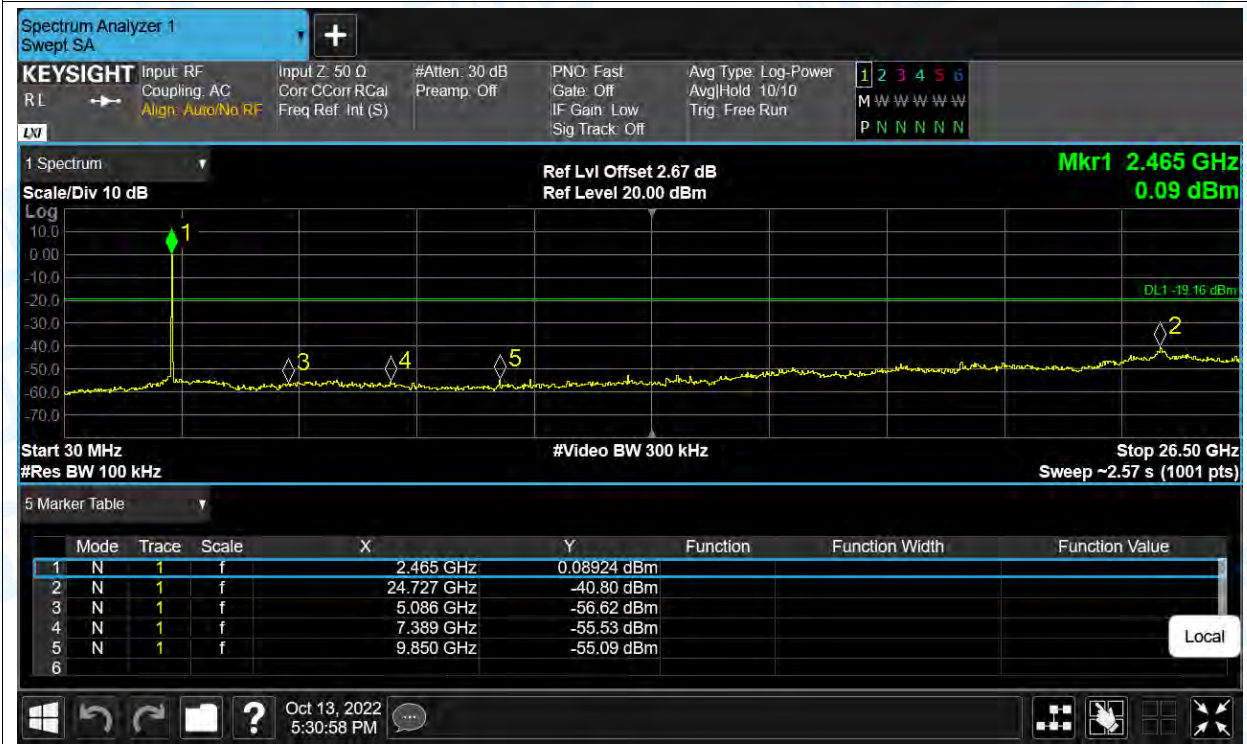 Spectrum Analyzer 1
Swept SA
+
KEYSIGHT Input: RF Input Z: 50 Ω #Atten: 30 dB PNO: Fast Avg Type: Log-Power 1 2 3 4 5 6
R L Coupling: AC Corr CCorr RCal Preamp: Off Gate: Off Avg|Hold: 10/10 M W W W W W W
Align: Auto/No RF Freq Ref: Int (S) IF Gain: Low Trig: Free Run
LXI Sig Track: Off P N N N N N N
1 Spectrum Ref Lvl Offset 2.67 dB Mkr1 2.465 GHz
Scale/Div 10 dB Ref Level 20.00 dBm 0.09 dBm
Log
10.0 1
0.00
-10.0
DL1 -19.16 dBm
-20.0
-30.0 2
-40.0 3 4 5
-50.0
-60.0
-70.0
Start 30 MHz #Video BW 300 kHz Stop 26.50 GHz
#Res BW 100 kHz Sweep ~2.57 s (1001 pts)
5 Marker Table
Mode Trace Scale X Y Function Function Width Function Value
1 N 1 f 2.465 GHz 0.08924 dBm
2 N 1 f 24.727 GHz -40.80 dBm
3 N 1 f 5.086 GHz -56.62 dBm
4 N 1 f 7.389 GHz -55.53 dBm
5 N 1 f 9.850 GHz -55.09 dBm
6
Local
? Oct 13, 2022
5:30:58 PM